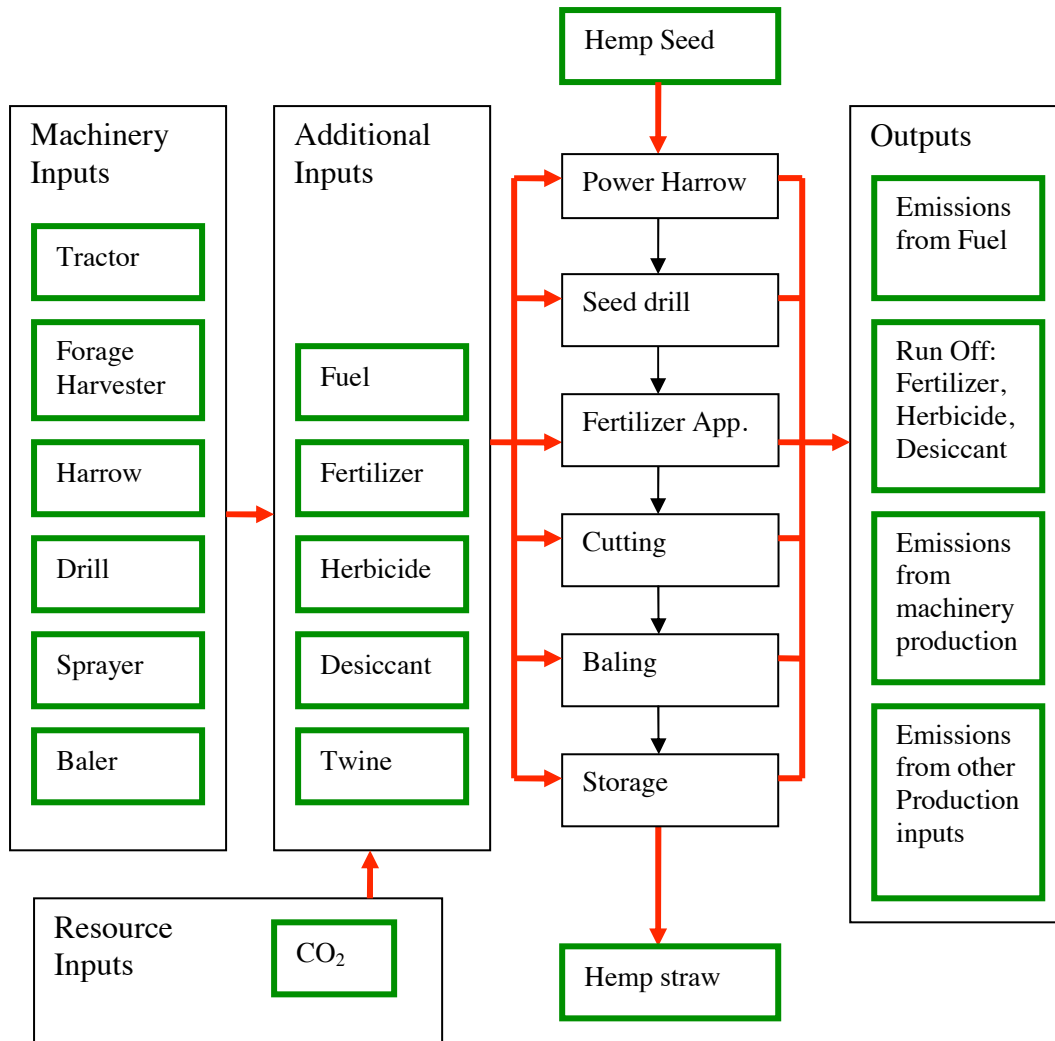 Hemp Seed
Machinery
Inputs
Tractor
Forage
Harvester
Harrow
Drill
Sprayer
Baler
Additional
Inputs
Fuel
Fertilizer
Herbicide
Desiccant
Twine
Resource
Inputs
CO₂
Power Harrow
Seed drill
Fertilizer App.
Cutting
Baling
Storage
Hemp straw
Outputs
Emissions
from Fuel
Run Off:
Fertilizer,
Herbicide,
Desiccant
Emissions
from
machinery
production
Emissions
from other
Production
inputs